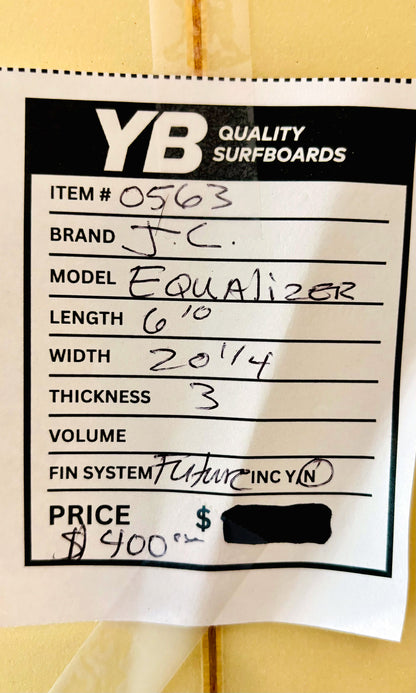 YB QUALITY
SURFBOARDS
ITEM # 0563
BRAND J.C.
MODEL EQUALIZER
LENGTH 6'0
WIDTH 20 1/4
THICKNESS 3
VOLUME
FIN SYSTEM Future INC Y/N
PRICE $
$400